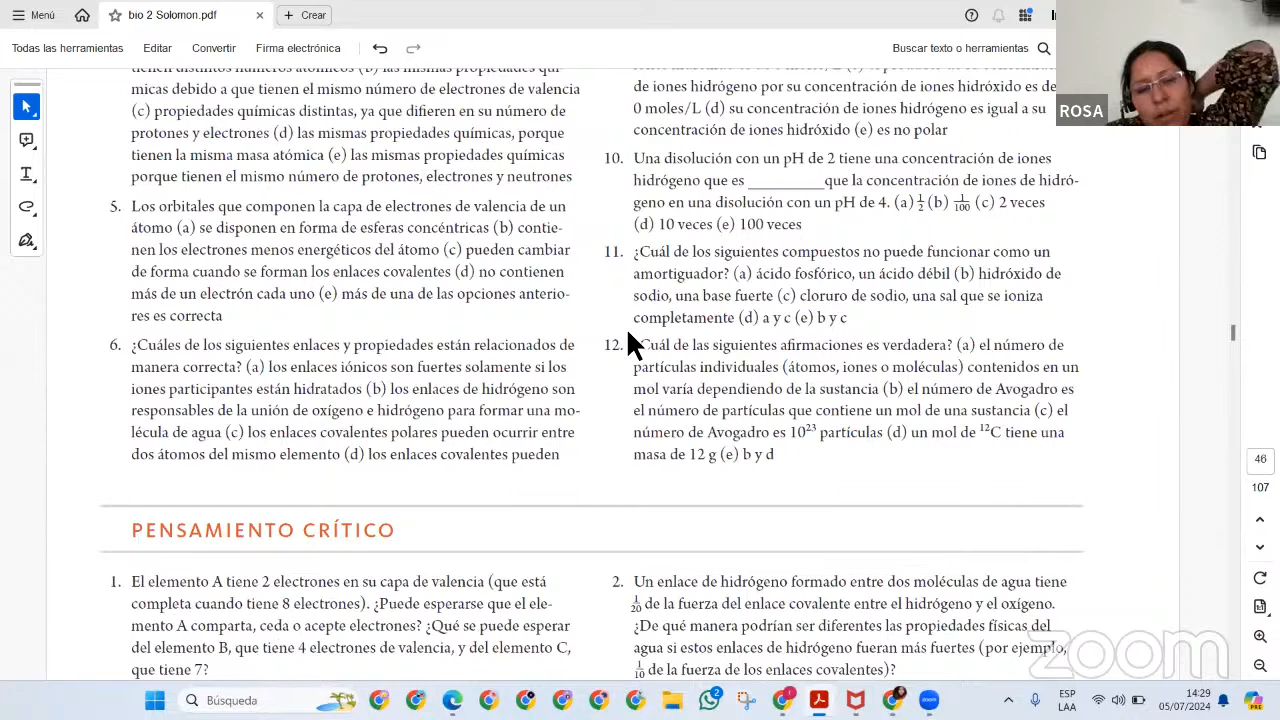 Menú
bio 2 Solomon.pdf
Crear
Todas las herramientas
Editar
Convertir
Firma electrónica
Buscar texto o herramientas
ROSA
micas debido a que tienen el mismo número de electrones de valencia
(c) propiedades químicas distintas, ya que difieren en su número de
protones y electrones (d) las mismas propiedades químicas, porque
tienen la misma masa atómica (e) las mismas propiedades químicas
porque tienen el mismo número de protones, electrones y neutrones
5. Los orbitales que componen la capa de electrones de valencia de un
átomo (a) se disponen en forma de esferas concéntricas (b) contie-
nen los electrones menos energéticos del átomo (c) pueden cambiar
de forma cuando se forman los enlaces covalentes (d) no contienen
más de un electrón cada uno (e) más de una de las opciones anterio-
res es correcta
6. ¿Cuáles de los siguientes enlaces y propiedades están relacionados de
manera correcta? (a) los enlaces iónicos son fuertes solamente si los
iones participantes están hidratados (b) los enlaces de hidrógeno son
responsables de la unión de oxígeno e hidrógeno para formar una mo-
lécula de agua (c) los enlaces covalentes polares pueden ocurrir entre
dos átomos del mismo elemento (d) los enlaces covalentes pueden
de iones hidrógeno por su concentración de iones hidróxido es de
0 moles/L (d) su concentración de iones hidrógeno es igual a su
concentración de iones hidróxido (e) es no polar
10. Una disolución con un pH de 2 tiene una concentración de iones
hidrógeno que es _________que la concentración de iones de hidró-
geno en una disolución con un pH de 4. (a) 1/2 (b) 1/100 (c) 2 veces
(d) 10 veces (e) 100 veces
11. ¿Cuál de los siguientes compuestos no puede funcionar como un
amortiguador? (a) ácido fosfórico, un ácido débil (b) hidróxido de
sodio, una base fuerte (c) cloruro de sodio, una sal que se ioniza
completamente (d) a y c (e) b y c
12. Cuál de las siguientes afirmaciones es verdadera? (a) el número de
partículas individuales (átomos, iones o moléculas) contenidos en un
mol varía dependiendo de la sustancia (b) el número de Avogadro es
el número de partículas que contiene un mol de una sustancia (c) el
número de Avogadro es 10²³ partículas (d) un mol de ¹²C tiene una
masa de 12 g (e) b y d
46
107
PENSAMIENTO CRÍTICO
1. El elemento A tiene 2 electrones en su capa de valencia (que está
completa cuando tiene 8 electrones). ¿Puede esperarse que el ele-
mento A comparta, ceda o acepte electrones? ¿Qué se puede esperar
del elemento B, que tiene 4 electrones de valencia, y del elemento C,
que tiene 7?
2. Un enlace de hidrógeno formado entre dos moléculas de agua tiene
1/20 de la fuerza del enlace covalente entre el hidrógeno y el oxígeno.
¿De qué manera podrían ser diferentes las propiedades físicas del
agua si estos enlaces de hidrógeno fueran más fuertes (por ejemplo,
1/10 de la fuerza de los enlaces covalentes)?
zoom
Búsqueda
ESP
LAA
14:29
05/07/2024